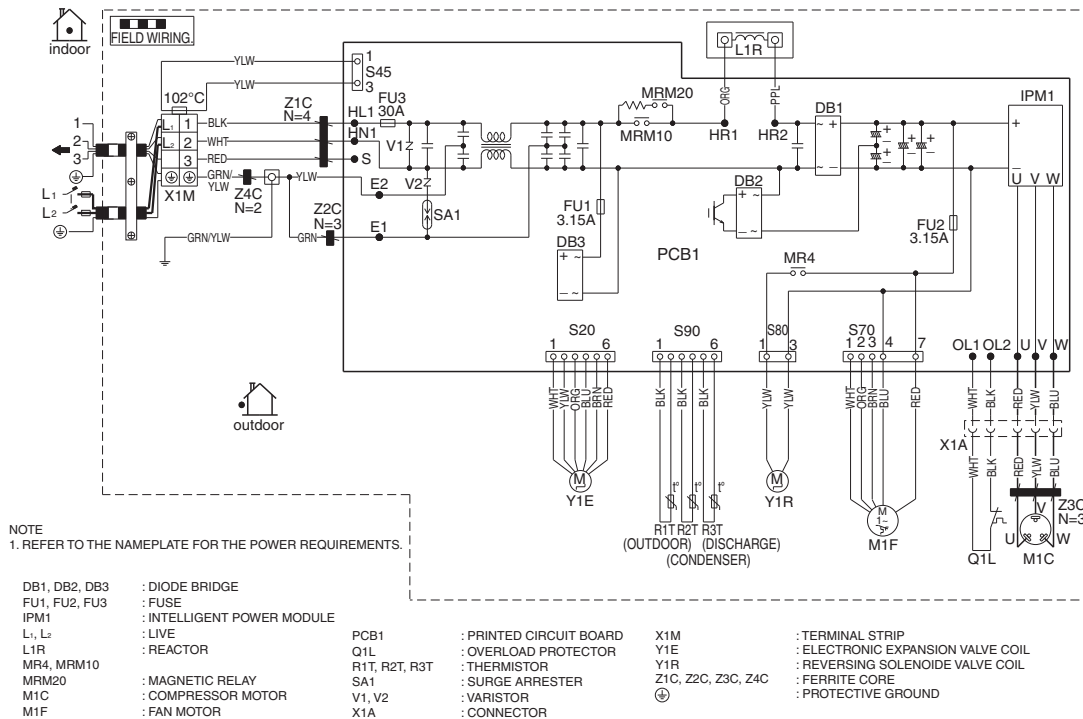 indoor
FIELD WIRING.
YLW
YLW
1
S45
3
102°C
Z1C
N=4
HL1
FU3
30A
HN1
S
MRM20
MRM10
L1R
ORG
PPL
HR1
HR2
DB1
IPM1
1
2
3
L₁
L₂
1
2
3
BLK
WHT
RED
GRN/
YLW
YLW
X1M
Z4C
N=2
V1
V2
E2
SA1
Z2C
N=3
E1
L₁
L₂
GRN/YLW
GRN
FU1
3.15A
DB3
DB2
PCB1
FU2
3.15A
U V W
MR4
S20
1 6
S90
1 6
S80
1 3
S70
1 2 3 4 7
OL1 OL2 U V W
WHT
YLW
ORG
BLU
BRN
RED
BLK
BLK
BLK
YLW
YLW
WHT
ORG
BRN
BLU
RED
WHT
BLK
RED
YLW
BLU
X1A
WHT
BLK
RED
YLW
BLU
outdoor
M
Y1E
t°
t°
t°
R1T R2T R3T
(OUTDOOR) (DISCHARGE)
(CONDENSER)
M
Y1R
M
1~
M1F
Q1L
Z3C
N=3
V
U
W
M1C
NOTE
1. REFER TO THE NAMEPLATE FOR THE POWER REQUIREMENTS.
DB1, DB2, DB3 : DIODE BRIDGE
FU1, FU2, FU3 : FUSE
IPM1 : INTELLIGENT POWER MODULE
L₁, L₂ : LIVE
L1R : REACTOR
MR4, MRM10
MRM20 : MAGNETIC RELAY
M1C : COMPRESSOR MOTOR
M1F : FAN MOTOR
PCB1 : PRINTED CIRCUIT BOARD
Q1L : OVERLOAD PROTECTOR
R1T, R2T, R3T : THERMISTOR
SA1 : SURGE ARRESTER
V1, V2 : VARISTOR
X1A : CONNECTOR
X1M : TERMINAL STRIP
Y1E : ELECTRONIC EXPANSION VALVE COIL
Y1R : REVERSING SOLENOIDE VALVE COIL
Z1C, Z2C, Z3C, Z4C : FERRITE CORE
: PROTECTIVE GROUND